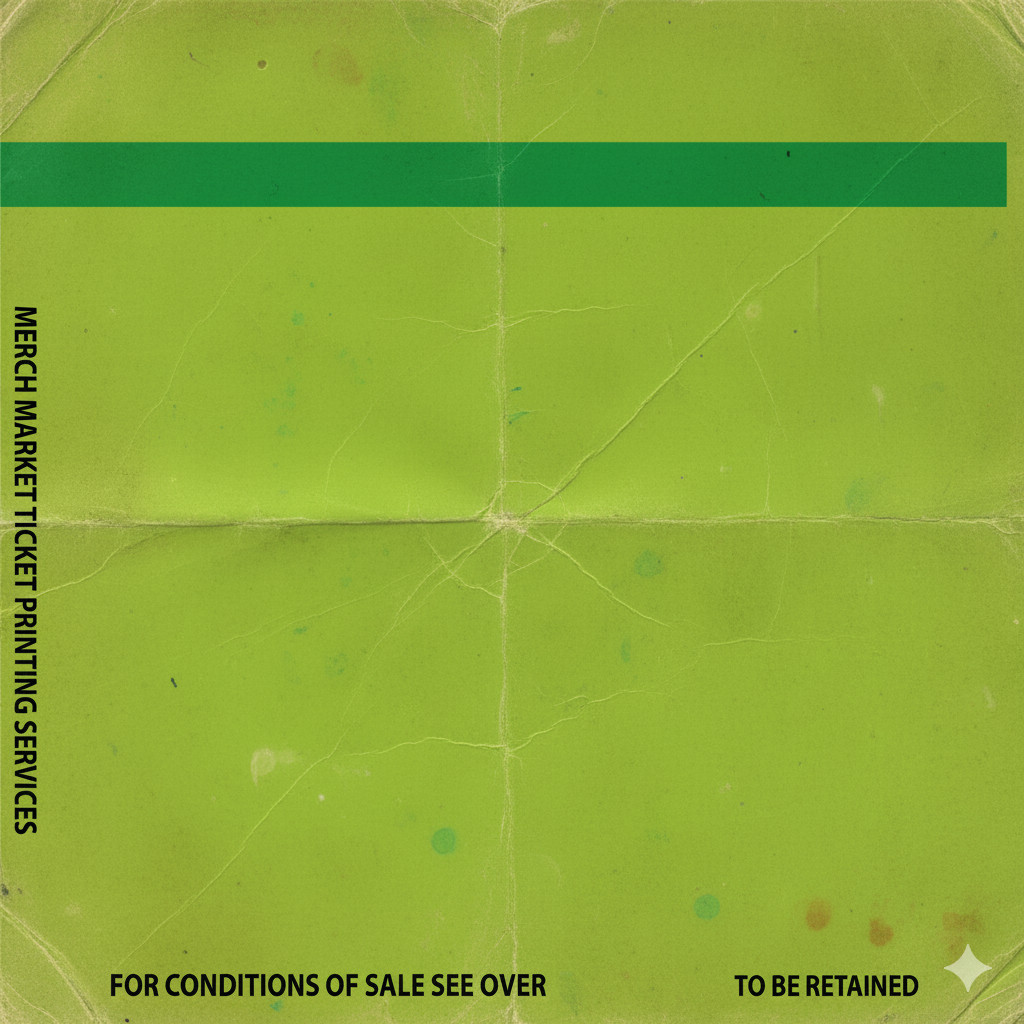 MERCH MARKET TICKET PRINTING SERVICES
FOR CONDITIONS OF SALE SEE OVER
TO BE RETAINED